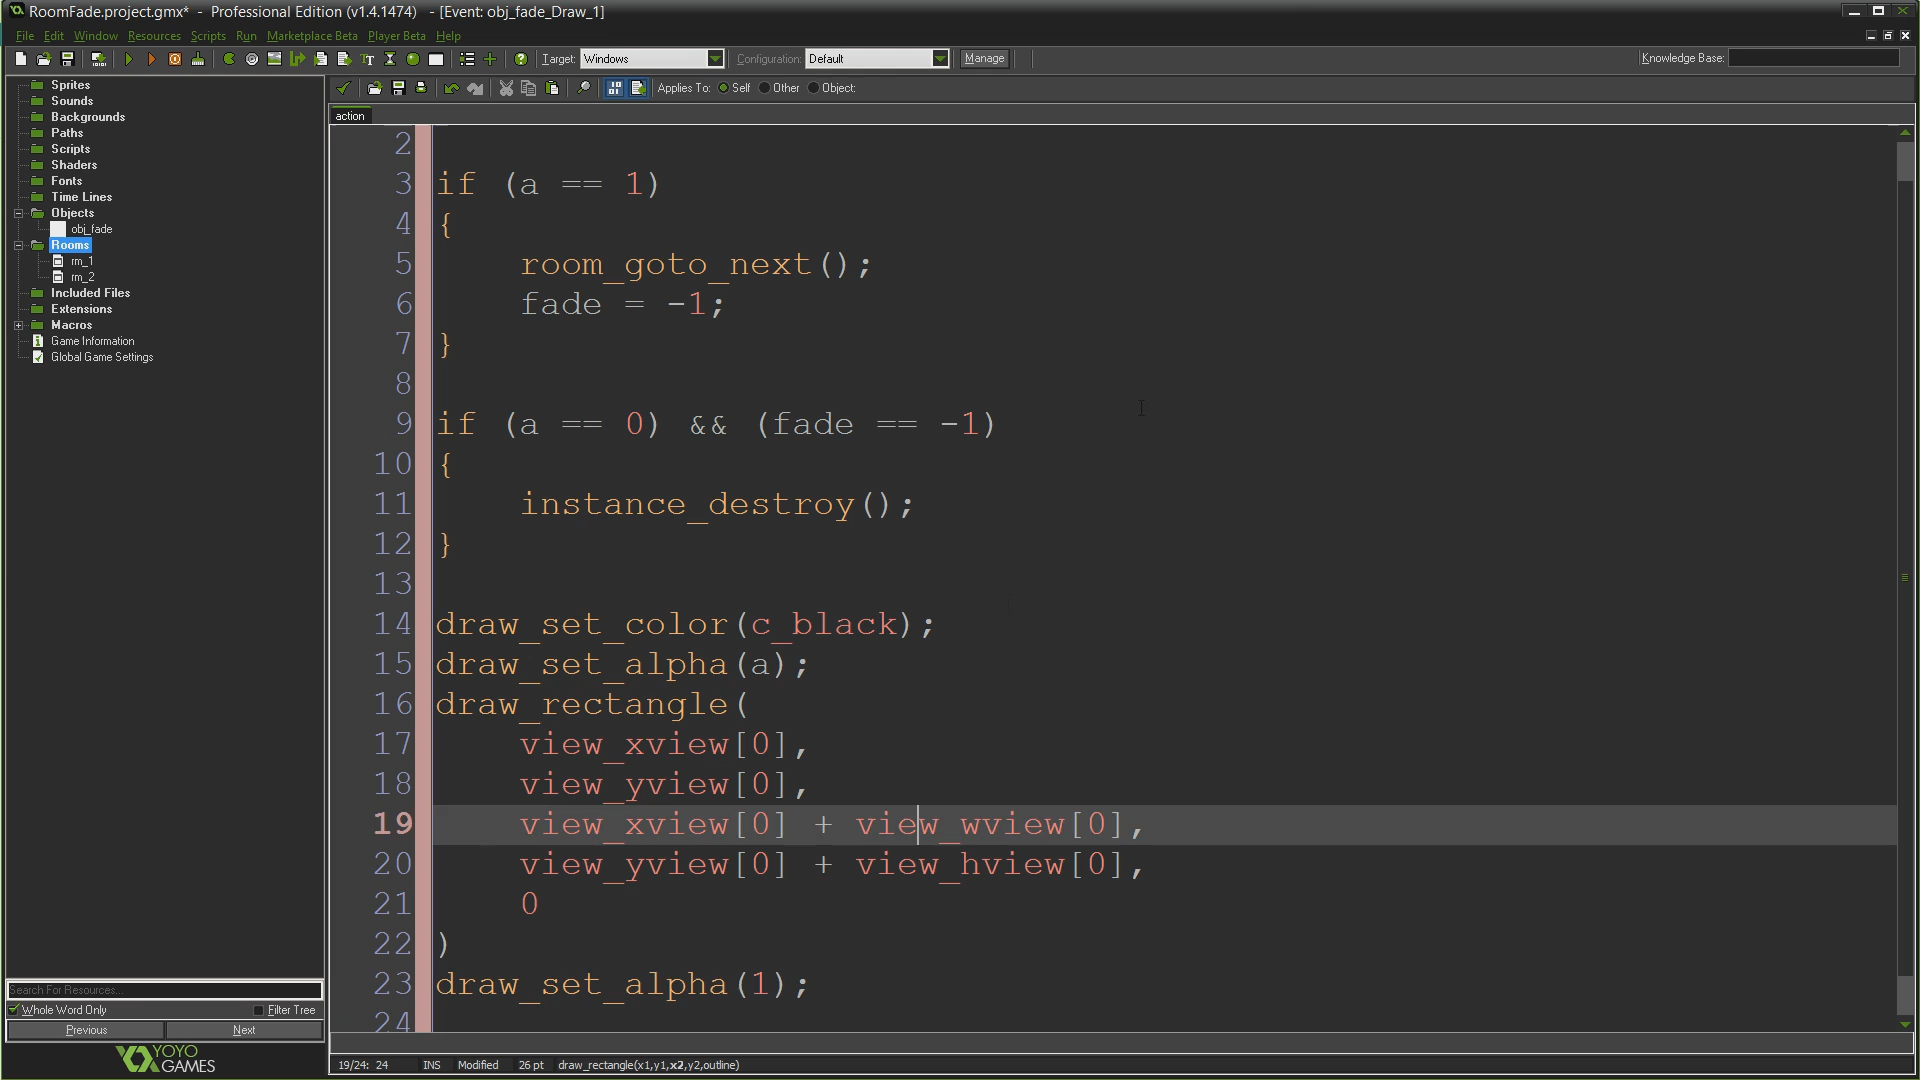 RoomFade.project.gmx* - Professional Edition (v1.4.1474) - [Event: obj_fade_Draw_1]
File Edit Window Resources Scripts Run Marketplace Beta Player Beta Help
Target: Windows Configuration: Default Manage Knowledge Base:
Applies To: Self Other Object:
Sprites
Sounds
Backgrounds
Paths
Scripts
Shaders
Fonts
Time Lines
Objects
obj_fade
Rooms
rm_1
rm_2
Included Files
Extensions
Macros
Game Information
Global Game Settings
Search For Resources...
Whole Word Only Filter Tree
Previous Next
YOYO
GAMES
action
2
3 if (a == 1)
4 {
5 room_goto_next();
6 fade = -1;
7 }
8
9 if (a == 0) && (fade == -1)
10 {
11 instance_destroy();
12 }
13
14 draw_set_color(c_black);
15 draw_set_alpha(a);
16 draw_rectangle(
17 view_xview[0],
18 view_yview[0],
19 view_xview[0] + view_wview[0],
20 view_yview[0] + view_hview[0],
21 0
22 )
23 draw_set_alpha(1);
24
19/24: 24 INS Modified 26 pt draw_rectangle(x1,y1,x2,y2,outline)